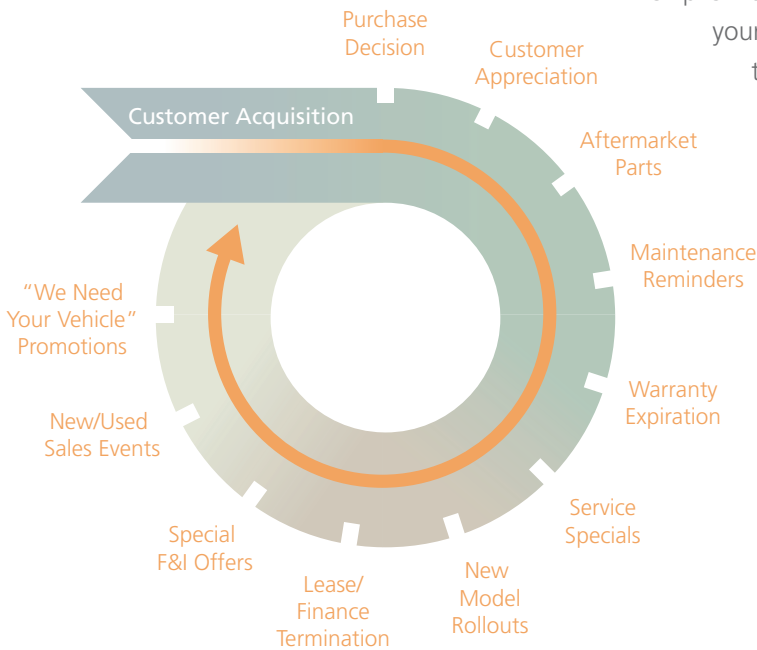 your
Purchase
Decision
Customer
Appreciation
Customer Acquisition
Aftermarket
Parts
Maintenance
Reminders
Warranty
Expiration
Service
Specials
New
Model
Rollouts
Lease/
Finance
Termination
Special
F&I Offers
New/Used
Sales Events
“We Need
Your Vehicle”
Promotions